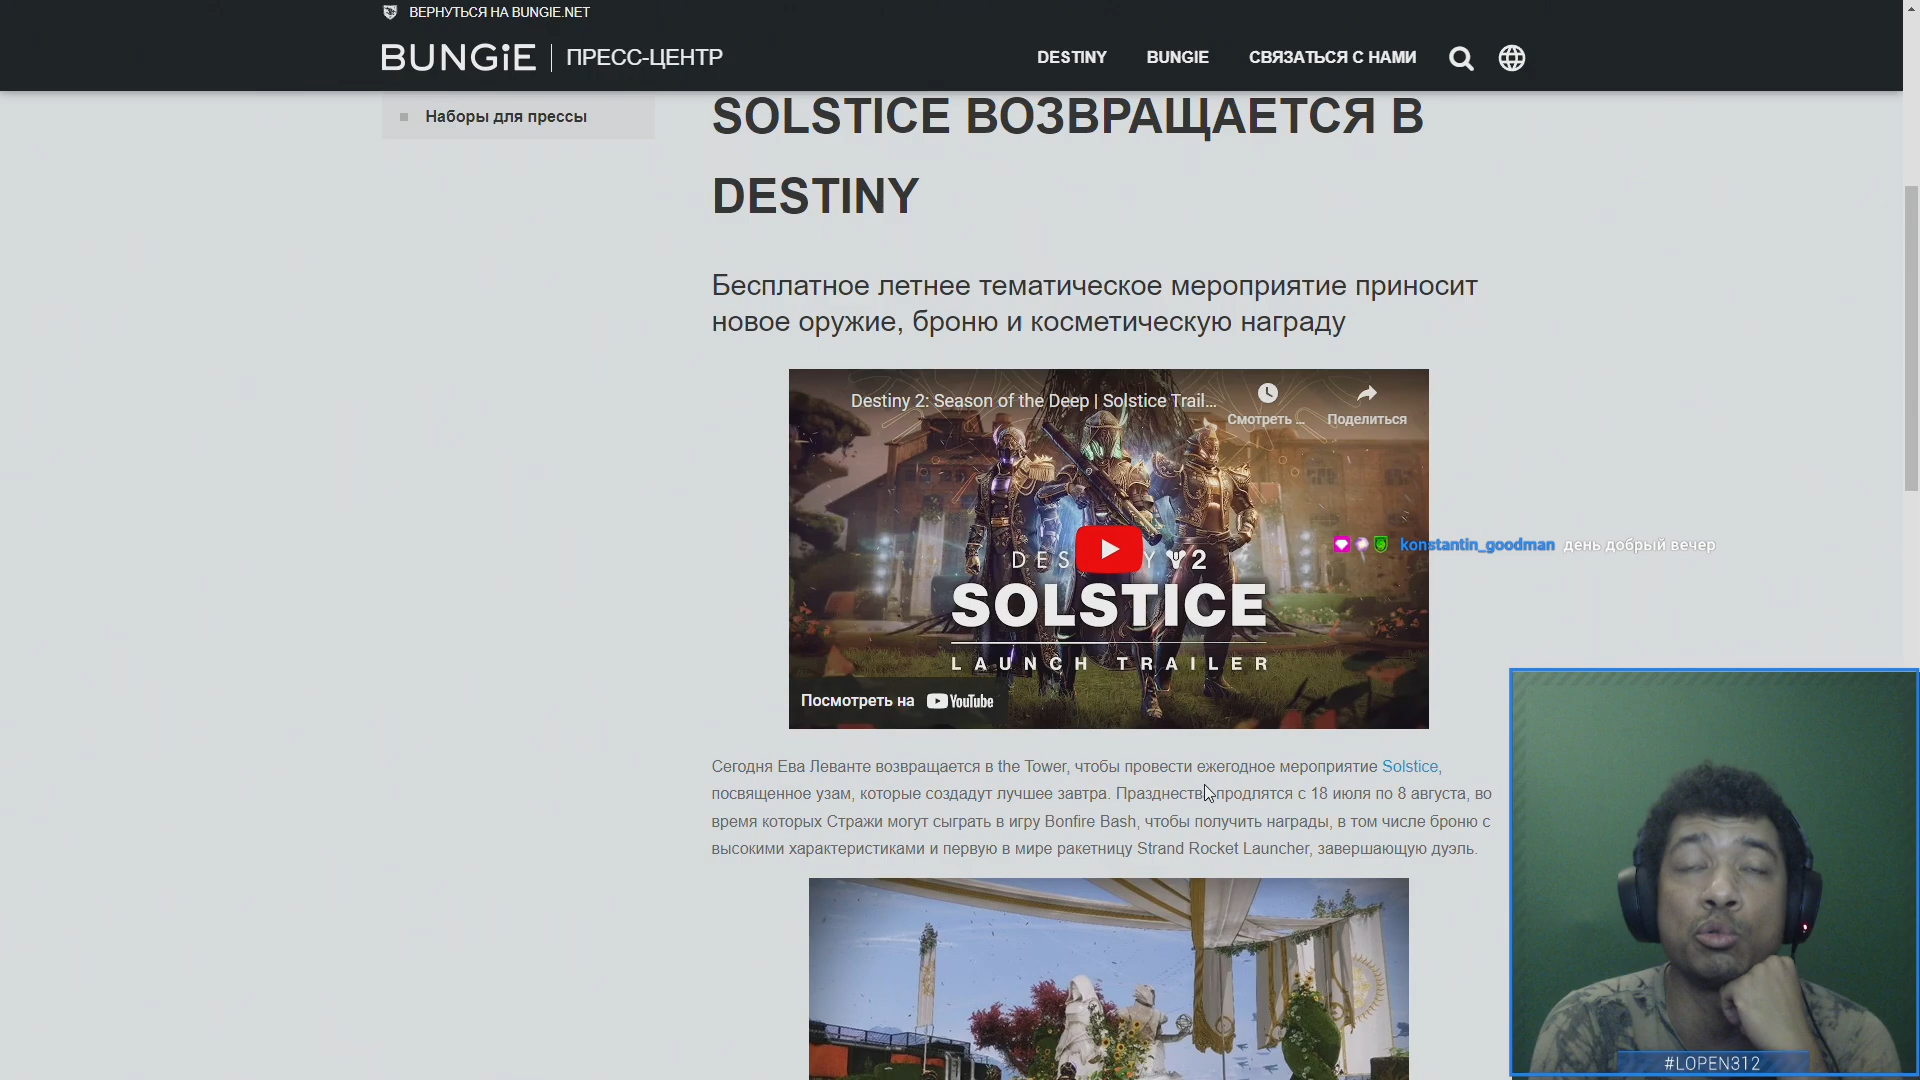 ВЕРНУТЬСЯ НА BUNGIE.NET
BUNGiE | ПРЕСС-ЦЕНТР
DESTINY
BUNGIE
СВЯЗАТЬСЯ С НАМИ
Наборы для прессы
SOLSTICE ВОЗВРАЩАЕТСЯ В
DESTINY
Бесплатное летнее тематическое мероприятие приносит
новое оружие, броню и косметическую награду
Destiny 2: Season of the Deep | Solstice Trail...
Смотреть ...
Поделиться
DES Y 2
SOLSTICE
LAUNCH TRAILER
Посмотреть на YouTube
konstantin_goodman день добрый вечер
Сегодня Ева Леванте возвращается в the Tower, чтобы провести ежегодное мероприятие Solstice,
посвященное узам, которые создадут лучшее завтра. Празднеств продлятся с 18 июля по 8 августа, во
время которых Стражи могут сыграть в игру Bonfire Bash, чтобы получить награды, в том числе броню с
высокими характеристиками и первую в мире ракетницу Strand Rocket Launcher, завершающую дуэль.
#LOPEN312